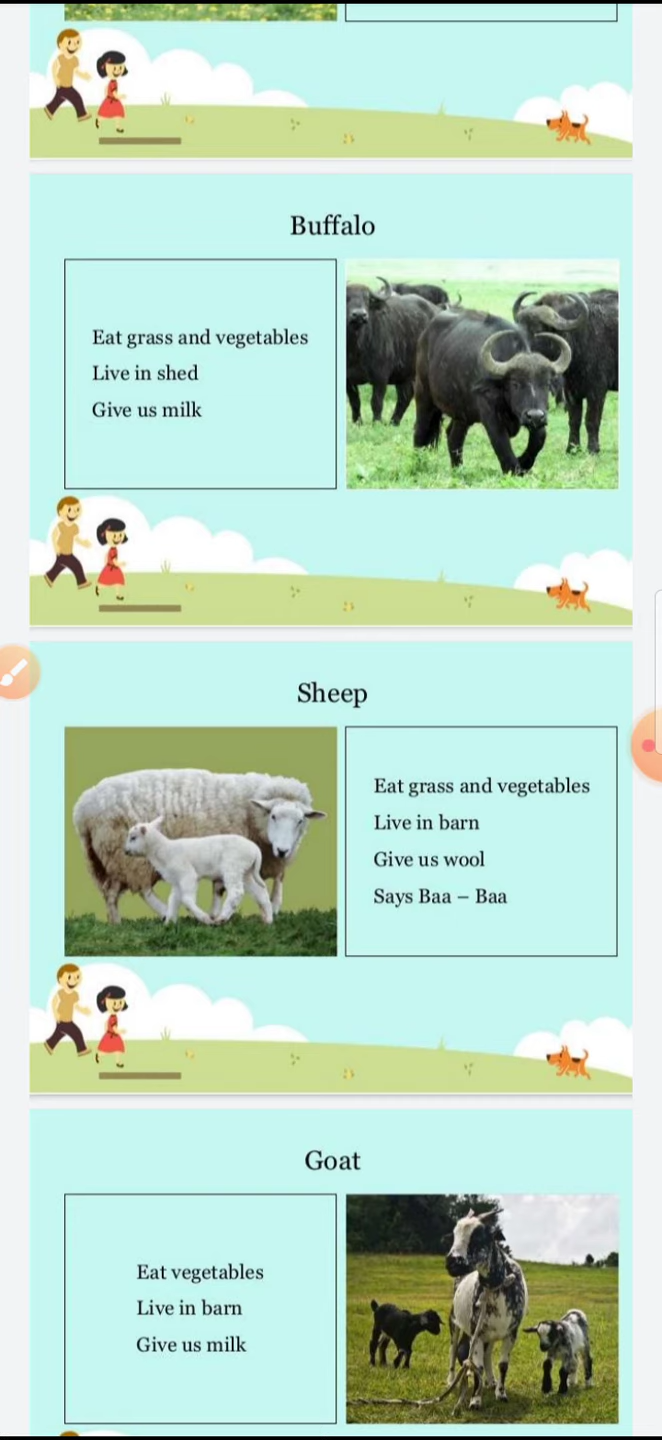 Buffalo
Eat grass and vegetables
Live in shed
Give us milk
Sheep
Eat grass and vegetables
Live in barn
Give us wool
Says Baa – Baa
Goat
Eat vegetables
Live in barn
Give us milk